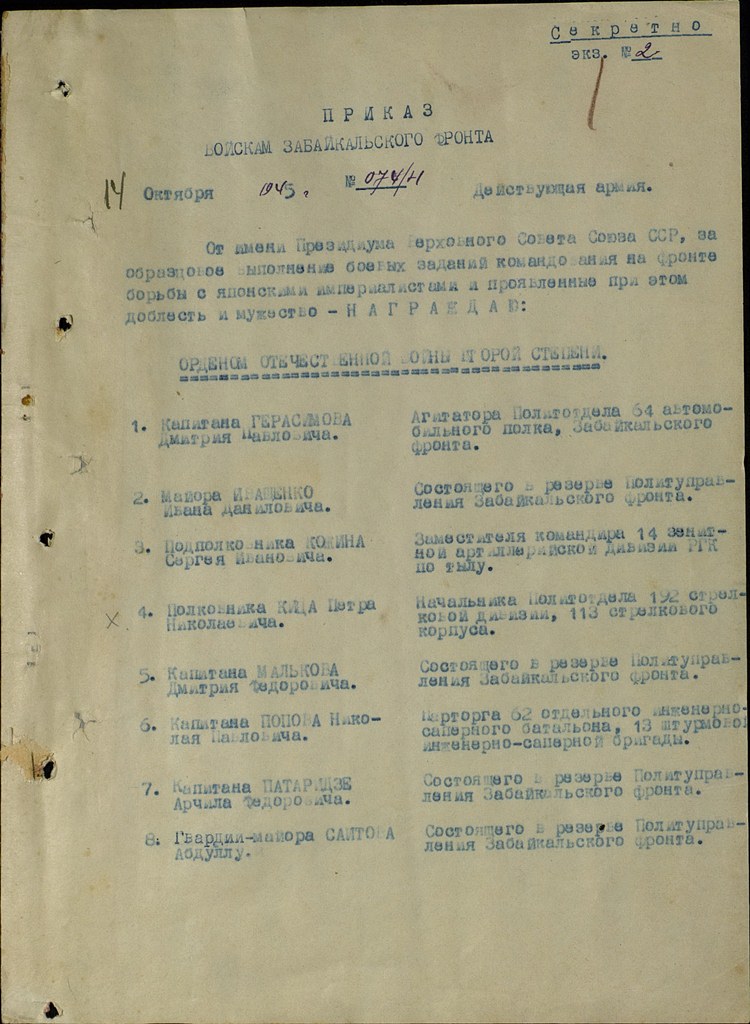 Секретно
экз. № 2
ПРИКАЗ
ВОЙСКАМ ЗАБАЙКАЛЬСКОГО ФРОНТА
14 Октября 1945 г. № 074/н Действующая армия.
От имени Президиума Верховного Совета Союза ССР, за
образцовое выполнение боевых заданий командования на фронте
борьбы с японскими империалистами и проявленные при этом
доблесть и мужество - НАГРАЖДАЮ:
ОРДЕНОМ ОТЕЧЕСТВЕННОЙ ВОЙНЫ ВТОРОЙ СТЕПЕНИ.
1. Капитана ГЕРАСИМОВА
Дмитрия Павловича.
Агитатора Политотдела 64 автомо-
бильного полка, Забайкальского
фронта.
2. Майора ИВАЩЕНКО
Ивана Даниловича.
Состоящего в резерве Политуправ-
ления Забайкальского фронта.
3. Подполковника КОЖИНА
Сергея Ивановича.
Заместителя командира 14 зенит-
ной артиллерийской дивизии РГК
по тылу.
4. Полковника КИЦА Петра
Николаевича.
Начальника Политотдела 192 стрел-
ковой дивизии, 113 стрелкового
корпуса.
5. Капитана МАЛЬКОВА
Дмитрия Федоровича.
Состоящего в резерве Политуправ-
ления Забайкальского фронта.
6. Капитана ПОПОВА Нико-
лая Павловича.
Парторга 62 отдельного инженерно-
саперного батальона, 13 штурмовой
инженерно-саперной бригады.
7. Капитана ПАТАРИДЗЕ
Арчила Федоровича.
Состоящего в резерве Политуправ-
ления Забайкальского фронта.
8. Гвардии-майора САИТОВА
Абдуллу.
Состоящего в резерве Политуправ-
ления Забайкальского фронта.